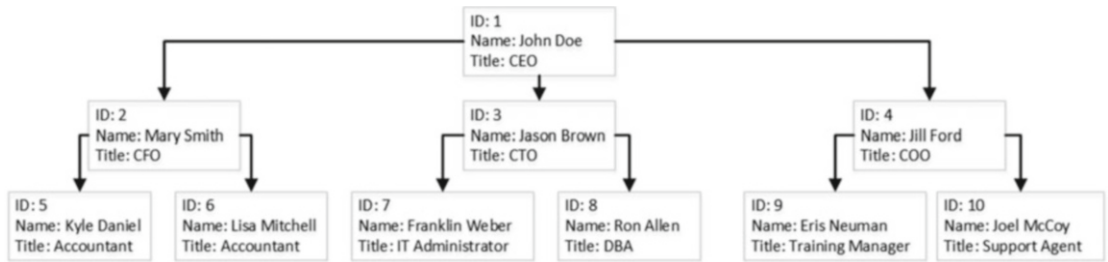 ID: 1
Name: John Doe
Title: CEO
ID: 2
Name: Mary Smith
Title: CFO
ID: 3
Name: Jason Brown
Title: CTO
ID: 4
Name: Jill Ford
Title: COO
ID: 5
Name: Kyle Daniel
Title: Accountant
ID: 6
Name: Lisa Mitchell
Title: Accountant
ID: 7
Name: Franklin Weber
Title: IT Administrator
ID: 8
Name: Ron Allen
Title: DBA
ID: 9
Name: Eris Neuman
Title: Training Manager
ID: 10
Name: Joel McCoy
Title: Support Agent